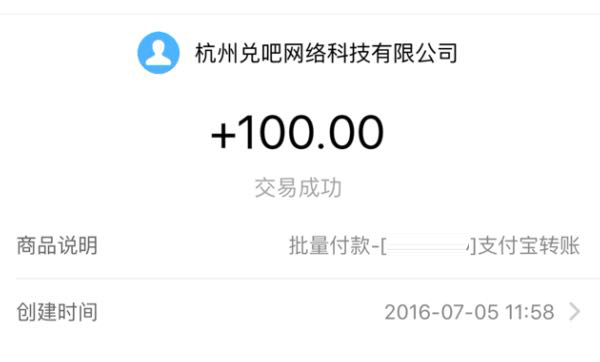 杭州兑吧网络科技有限公司
+100.00
交易成功
商品说明 批量付款-[ ]支付宝转账
创建时间 2016-07-05 11:58